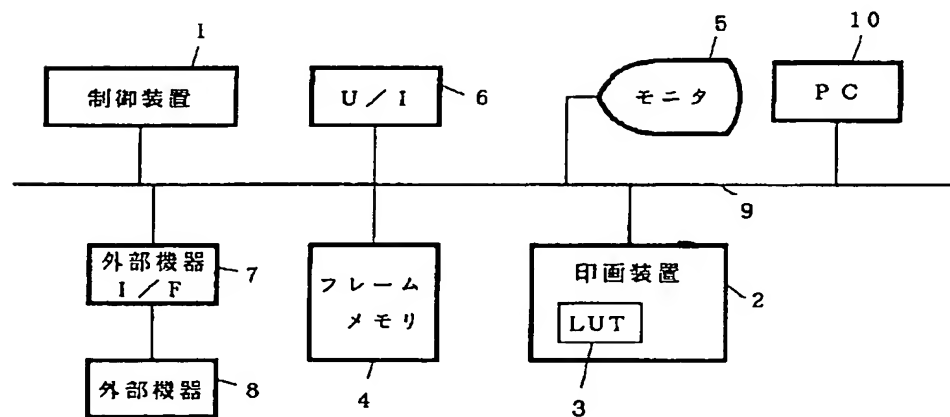 1
制御装置
U／I
6
5
モニタ
10
PC
9
外部機器
I／F
7
フレーム
メモリ
4
印画装置
LUT
2
3
外部機器
8